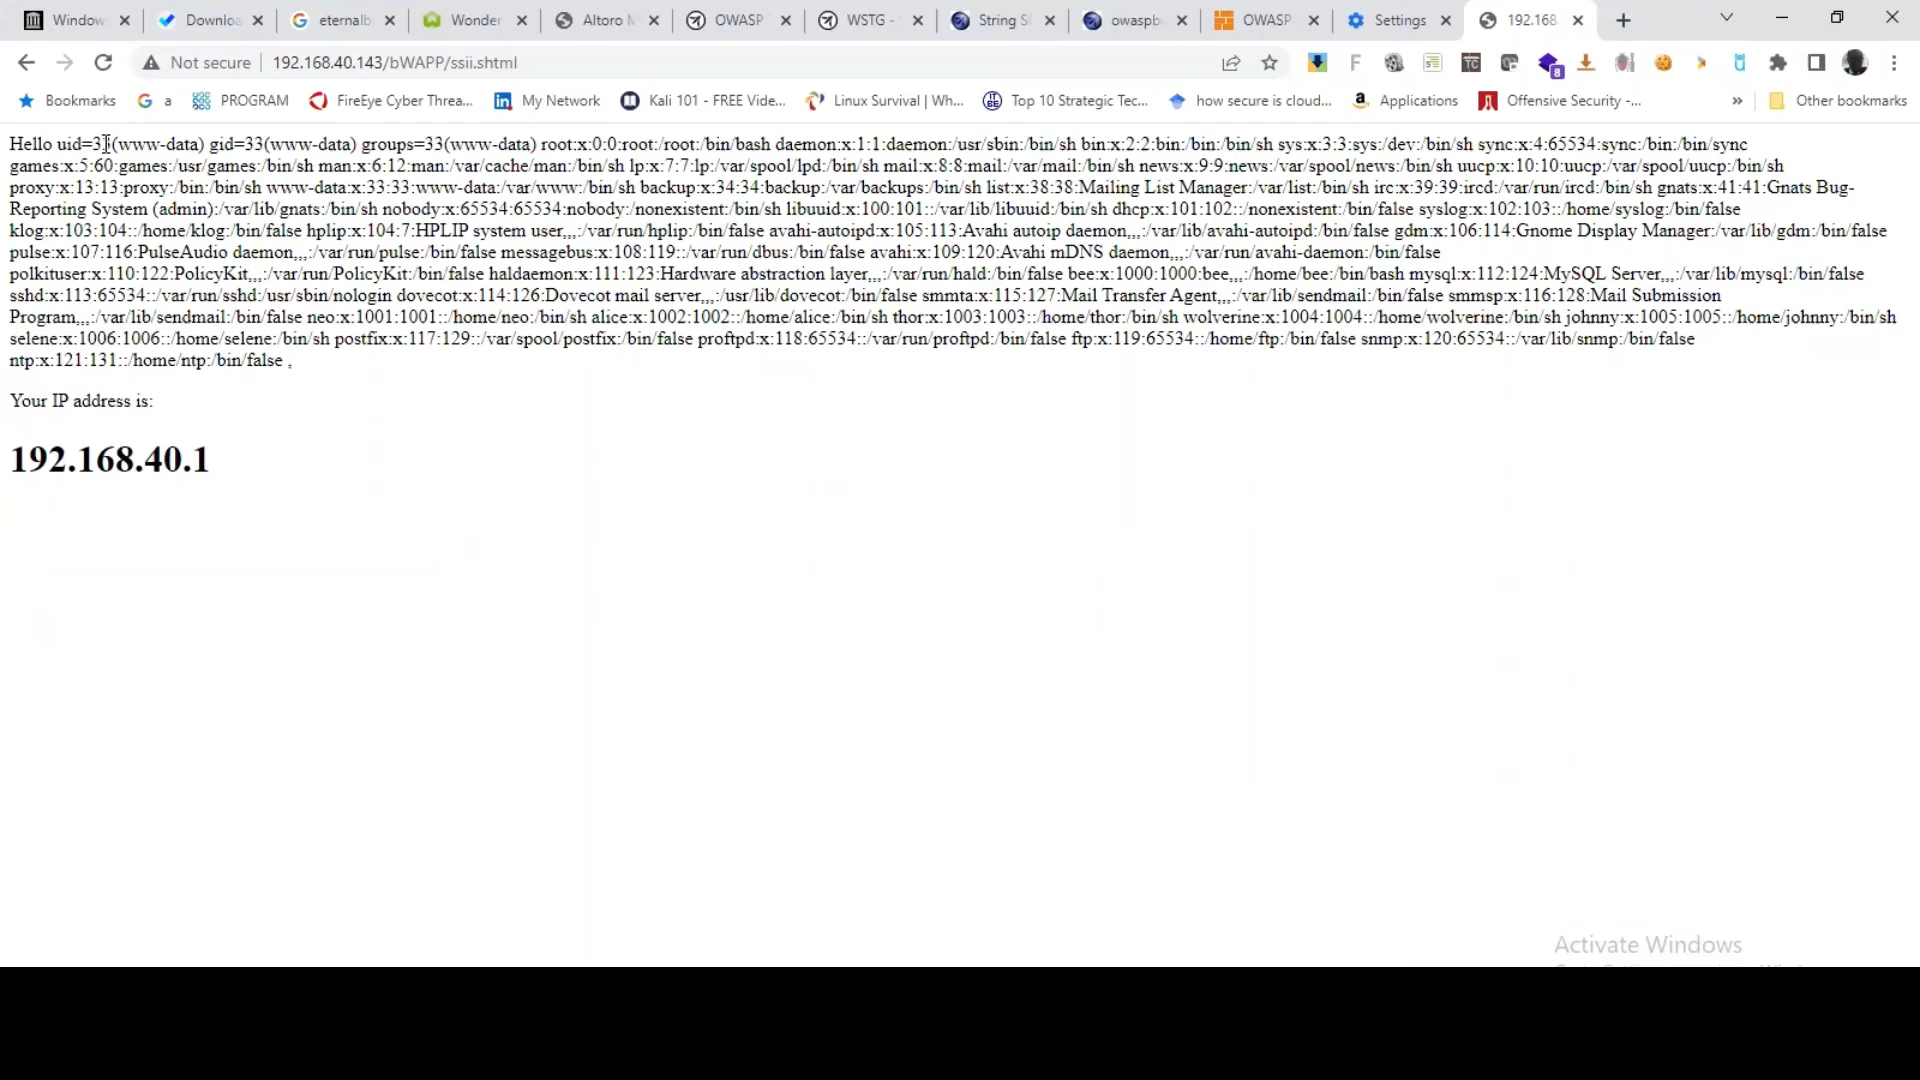 Window
Downloa
eternalb
Wonder
Altoro M
OWASP
WSTG -
String S
owaspb
OWASP
Settings
192.168
Not secure
192.168.40.143/bWAPP/ssii.shtml
8
Bookmarks
a
PROGRAM
FireEye Cyber Threa...
My Network
Kali 101 - FREE Vide...
Linux Survival | Wh...
Top 10 Strategic Tec...
how secure is cloud...
Applications
Offensive Security -...
»
Other bookmarks
Hello uid=33(www-data) gid=33(www-data) groups=33(www-data) root:x:0:0:root:/root:/bin/bash daemon:x:1:1:daemon:/usr/sbin:/bin/sh bin:x:2:2:bin:/bin:/bin/sh sys:x:3:3:sys:/dev:/bin/sh sync:x:4:65534:sync:/bin:/bin/sync
games:x:5:60:games:/usr/games:/bin/sh man:x:6:12:man:/var/cache/man:/bin/sh lp:x:7:7:lp:/var/spool/lpd:/bin/sh mail:x:8:8:mail:/var/mail:/bin/sh news:x:9:9:news:/var/spool/news:/bin/sh uucp:x:10:10:uucp:/var/spool/uucp:/bin/sh
proxy:x:13:13:proxy:/bin:/bin/sh www-data:x:33:33:www-data:/var/www:/bin/sh backup:x:34:34:backup:/var/backups:/bin/sh list:x:38:38:Mailing List Manager:/var/list:/bin/sh irc:x:39:39:ircd:/var/run/ircd:/bin/sh gnats:x:41:41:Gnats Bug-
Reporting System (admin):/var/lib/gnats:/bin/sh nobody:x:65534:65534:nobody:/nonexistent:/bin/sh libuuid:x:100:101::/var/lib/libuuid:/bin/sh dhcp:x:101:102::/nonexistent:/bin/false syslog:x:102:103::/home/syslog:/bin/false
klog:x:103:104::/home/klog:/bin/false hplip:x:104:7:HPLIP system user,,,:/var/run/hplip:/bin/false avahi-autoipd:x:105:113:Avahi autoip daemon,,,:/var/lib/avahi-autoipd:/bin/false gdm:x:106:114:Gnome Display Manager:/var/lib/gdm:/bin/false
pulse:x:107:116:PulseAudio daemon,,,:/var/run/pulse:/bin/false messagebus:x:108:119::/var/run/dbus:/bin/false avahi:x:109:120:Avahi mDNS daemon,,,:/var/run/avahi-daemon:/bin/false
polkituser:x:110:122:PolicyKit,,,:/var/run/PolicyKit:/bin/false haldaemon:x:111:123:Hardware abstraction layer,,,:/var/run/hald:/bin/false bee:x:1000:1000:bee,,,:/home/bee:/bin/bash mysql:x:112:124:MySQL Server,,,:/var/lib/mysql:/bin/false
sshd:x:113:65534::/var/run/sshd:/usr/sbin/nologin dovecot:x:114:126:Dovecot mail server,,,:/usr/lib/dovecot:/bin/false smmta:x:115:127:Mail Transfer Agent,,,:/var/lib/sendmail:/bin/false smmsp:x:116:128:Mail Submission
Program,,,:/var/lib/sendmail:/bin/false neo:x:1001:1001::/home/neo:/bin/sh alice:x:1002:1002::/home/alice:/bin/sh thor:x:1003:1003::/home/thor:/bin/sh wolverine:x:1004:1004::/home/wolverine:/bin/sh johnny:x:1005:1005::/home/johnny:/bin/sh
selene:x:1006:1006::/home/selene:/bin/sh postfix:x:117:129::/var/spool/postfix:/bin/false proftpd:x:118:65534::/var/run/proftpd:/bin/false ftp:x:119:65534::/home/ftp:/bin/false snmp:x:120:65534::/var/lib/snmp:/bin/false
ntp:x:121:131::/home/ntp:/bin/false ,
Your IP address is:
192.168.40.1
Activate Windows